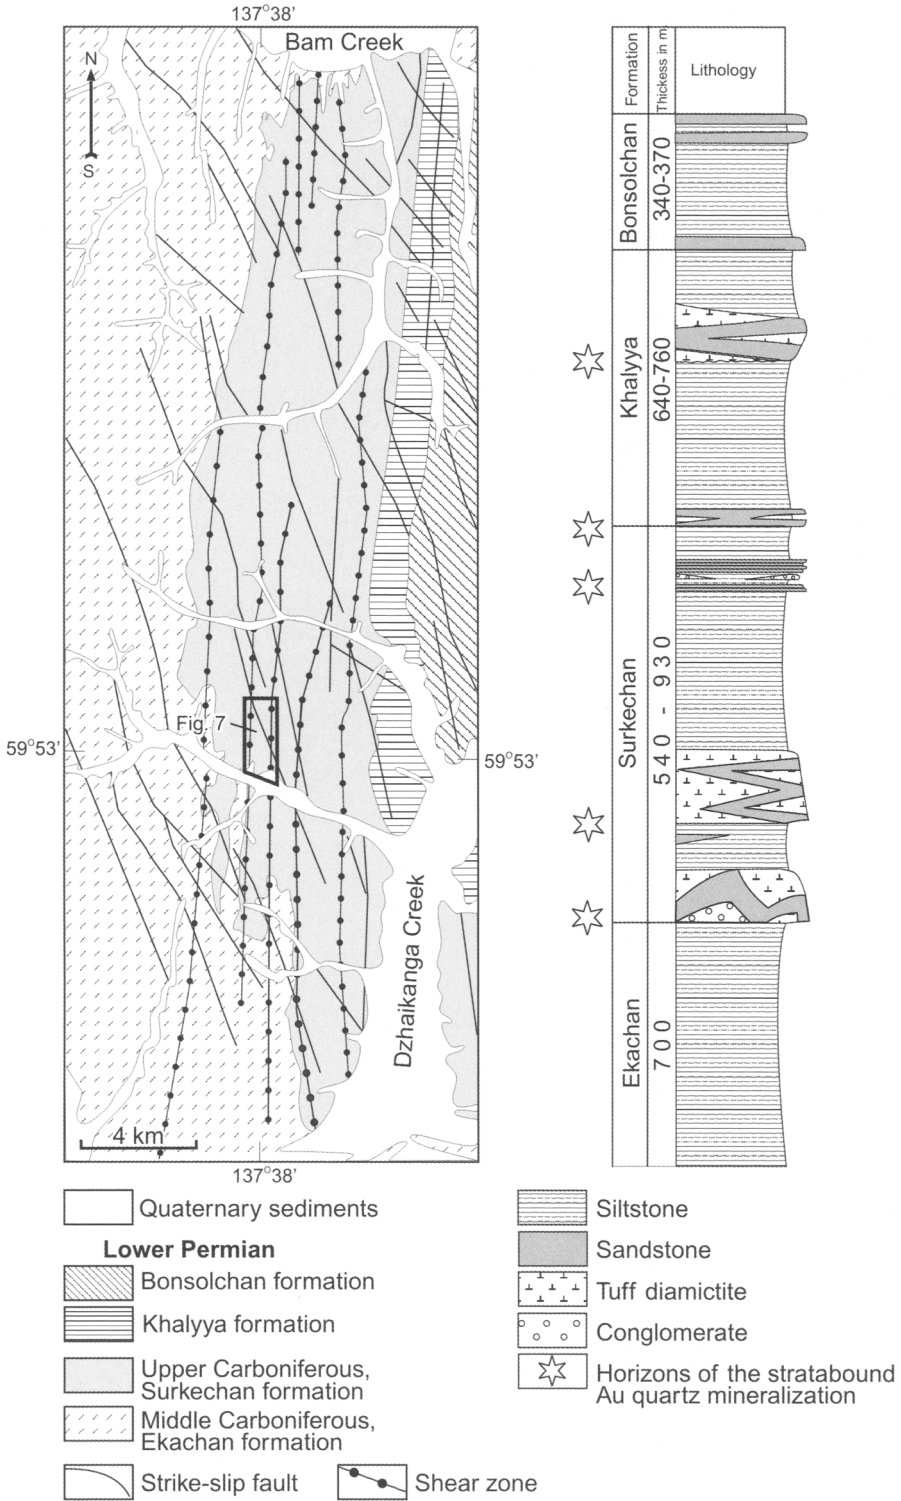 137°38'
Bam Creek
N
S
Fig. 7
59°53'
59°53'
Dzhaikanga Creek
4 km
137°38'
Formation
Thickess in m
Lithology
Bonsolchan
340-370
Khalyya
640-760
Surkechan
540 - 930
Ekachan
700
Quaternary sediments
Lower Permian
Bonsolchan formation
Khalyya formation
Upper Carboniferous,
Surkechan formation
Middle Carboniferous,
Ekachan formation
Strike-slip fault
Shear zone
Siltstone
Sandstone
Tuff diamictite
Conglomerate
Horizons of the stratabound
Au quartz mineralization